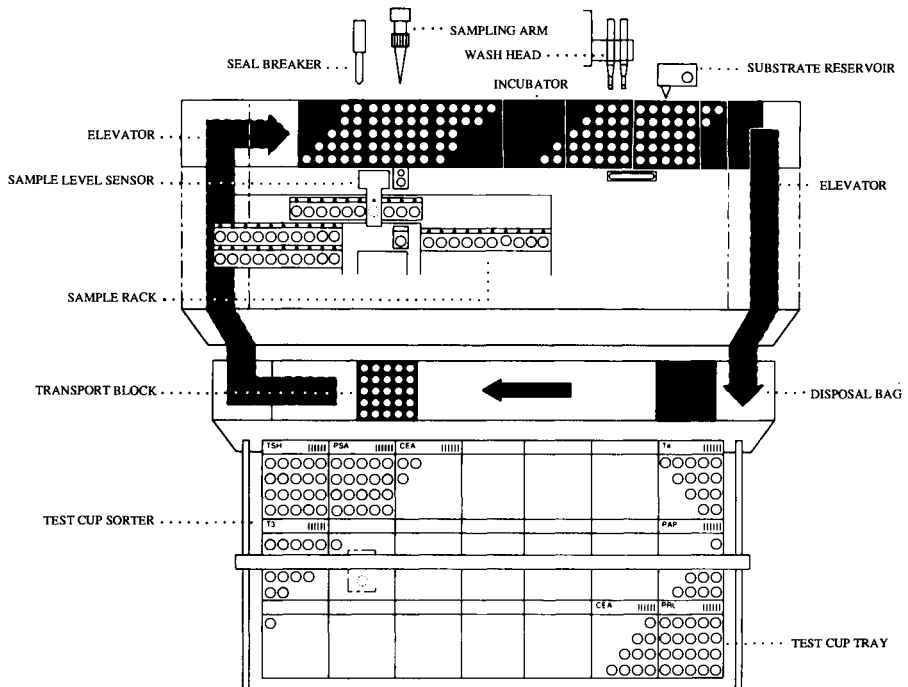 SAMPLING ARM
WASH HEAD
SEAL BREAKER
SUBSTRATE RESERVOIR
INCUBATOR
ELEVATOR
SAMPLE LEVEL SENSOR
ELEVATOR
SAMPLE RACK
TRANSPORT BLOCK
DISPOSAL BAG
TSH
PSA
CEA
T4
TEST CUP SORTER
T3
PAP
CEA
PRL
TEST CUP TRAY